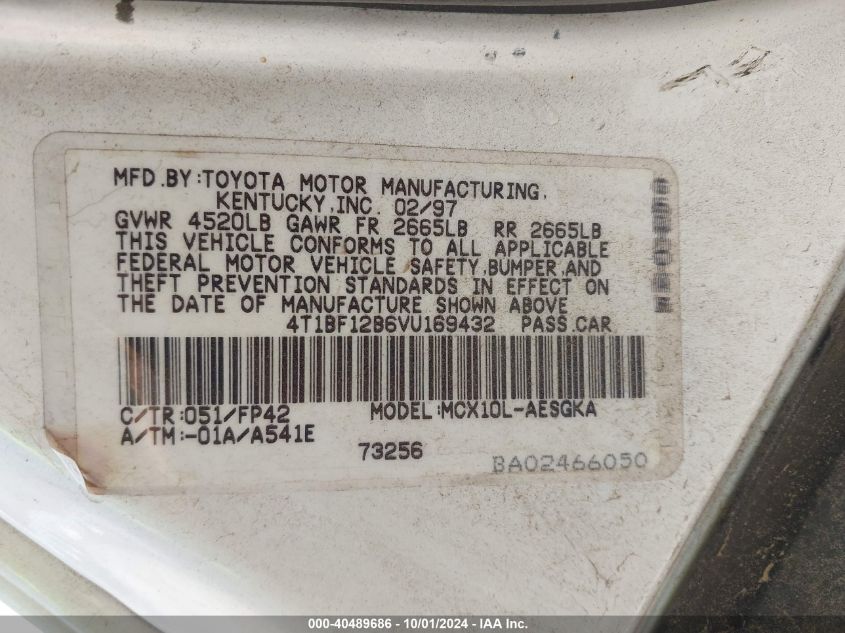 MFD.BY:TOYOTA MOTOR MANUFACTURING,
KENTUCKY,INC. 02/97
GVWR 4520LB GAWR FR 2665LB RR 2665LB
THIS VEHICLE CONFORMS TO ALL APPLICABLE
FEDERAL MOTOR VEHICLE SAFETY,BUMPER,AND
THEFT PREVENTION STANDARDS IN EFFECT ON
THE DATE OF MANUFACTURE SHOWN ABOVE
4T1BF12B6VU169432 PASS.CAR
C/TR:051/FP42 MODEL:MCX10L-AESGKA
A/TM:-01A/A541E
73256
BA02466050
000-40489686 - 10/01/2024 - IAA Inc.